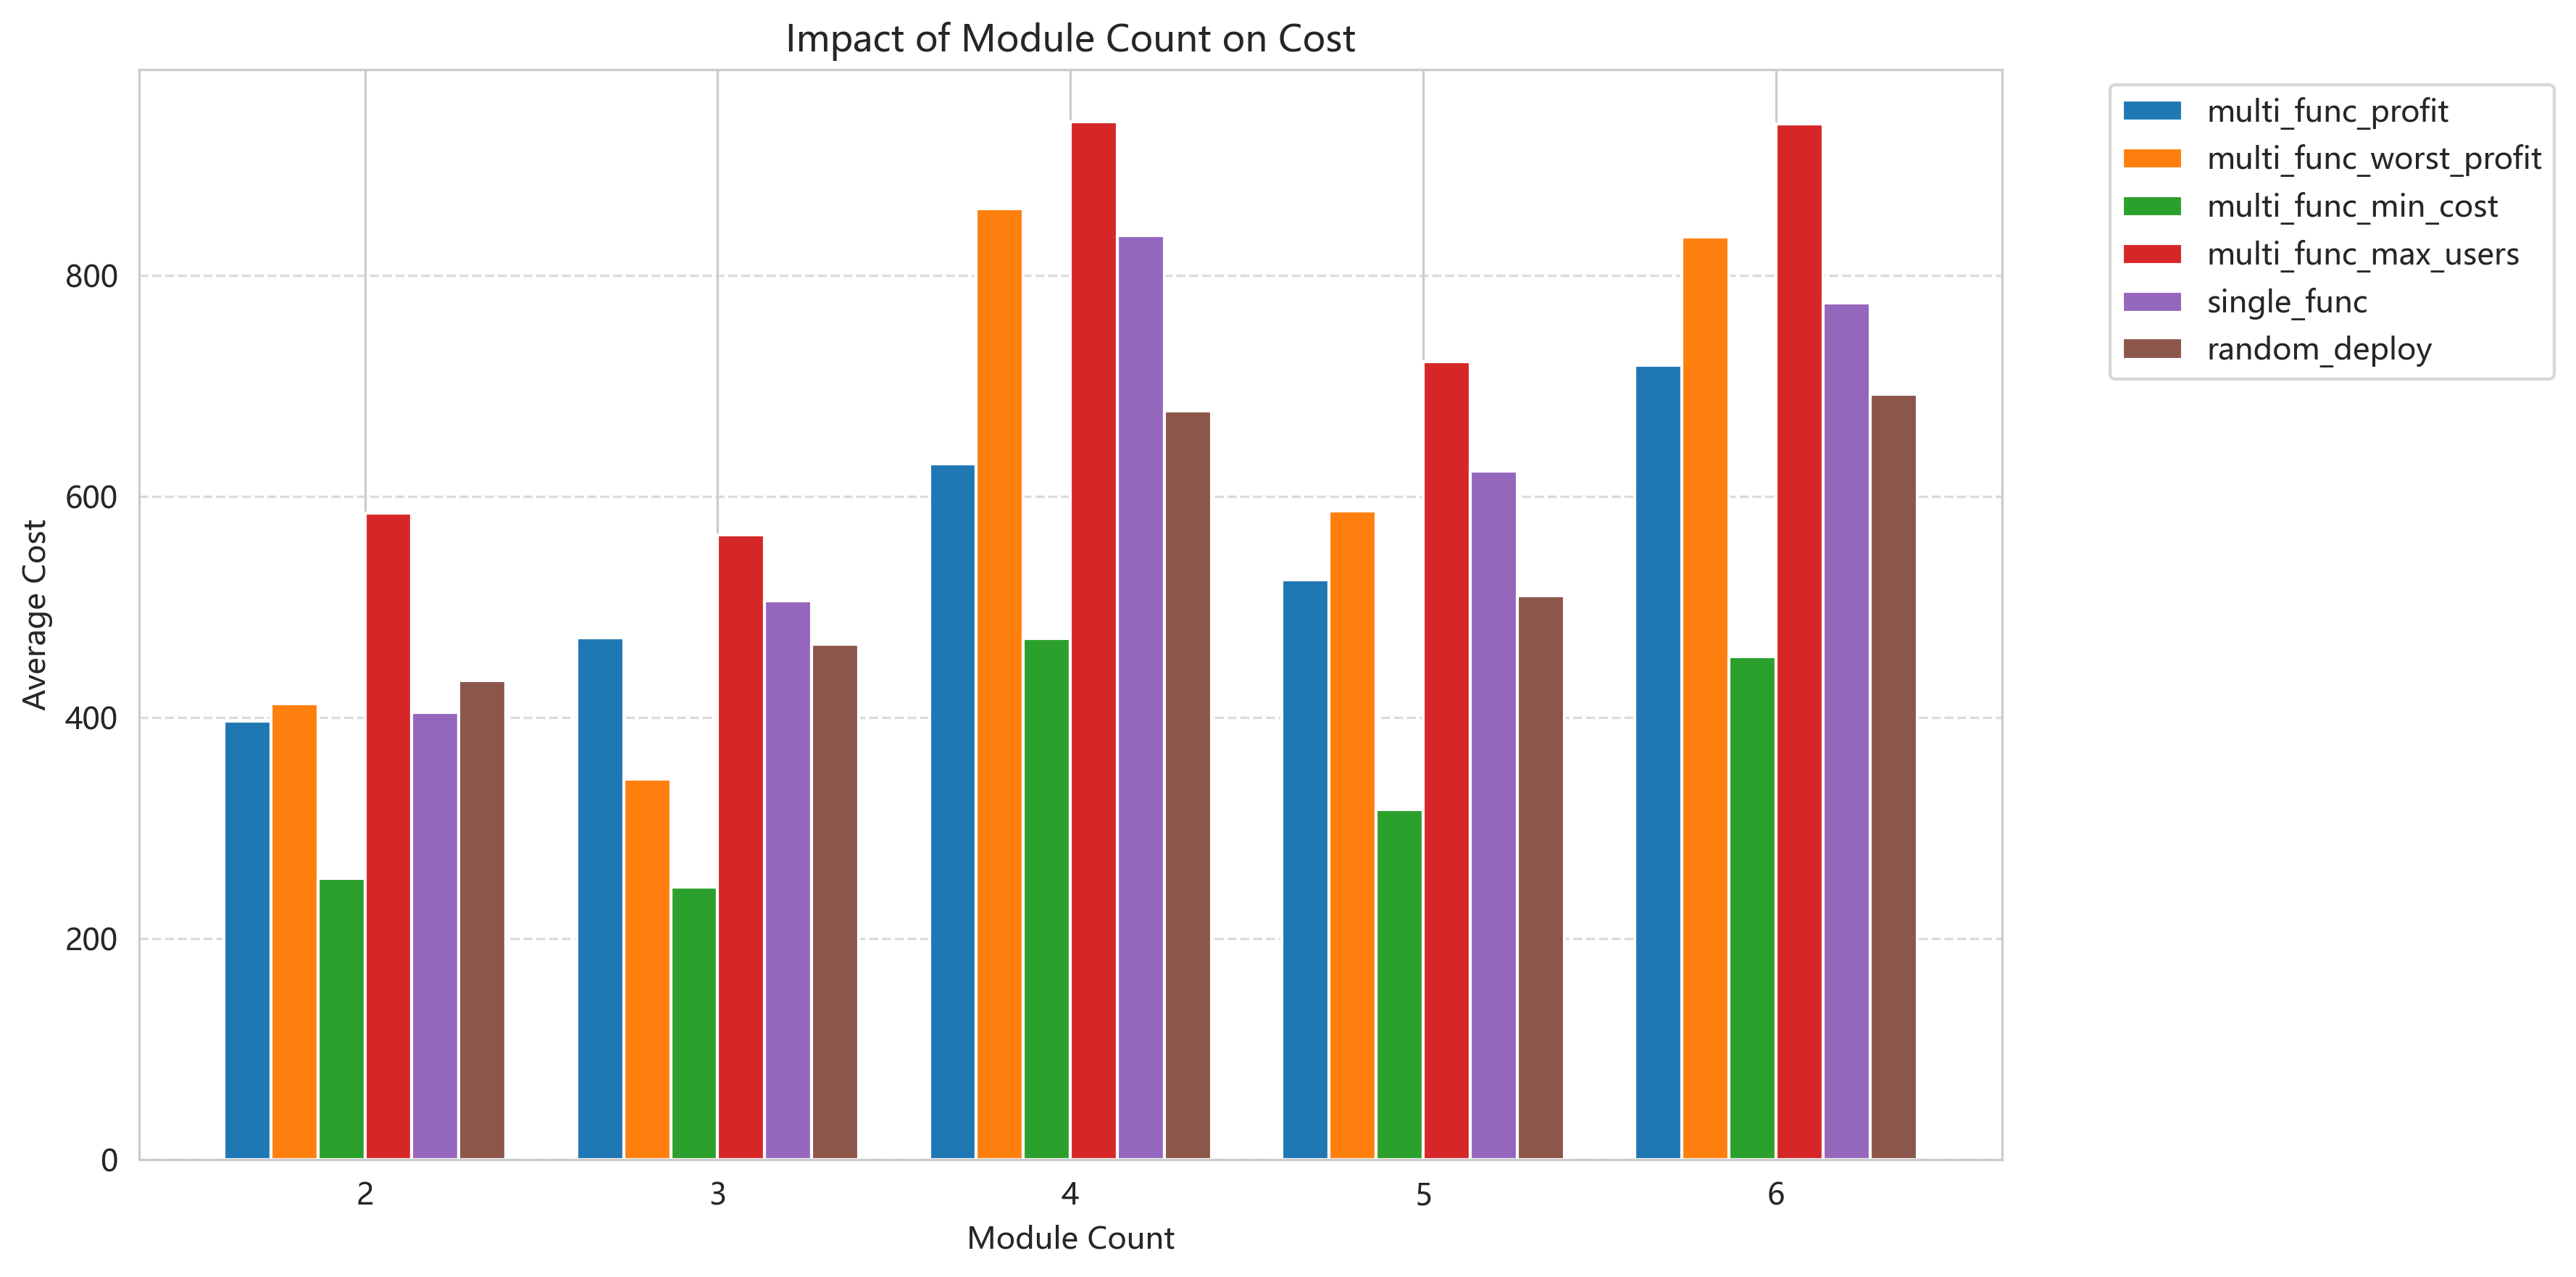 Impact of Module Count on Cost
multi_func_profit
multi_func_worst_profit
multi_func_min_cost
multi_func_max_users
single_func
random_deploy
Average Cost
800
600
400
200
0
2 3 4 5 6
Module Count